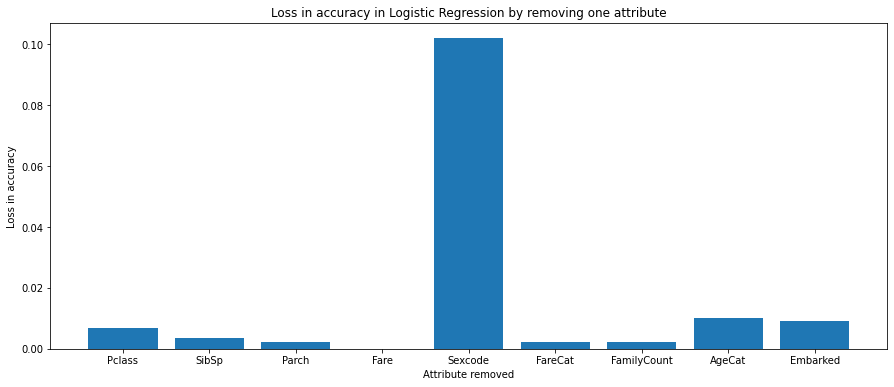 Loss in accuracy in Logistic Regression by removing one attribute
Loss in accuracy
0.10
0.08
0.06
0.04
0.02
0.00
Pclass SibSp Parch Fare Sexcode FareCat FamilyCount AgeCat Embarked
Attribute removed